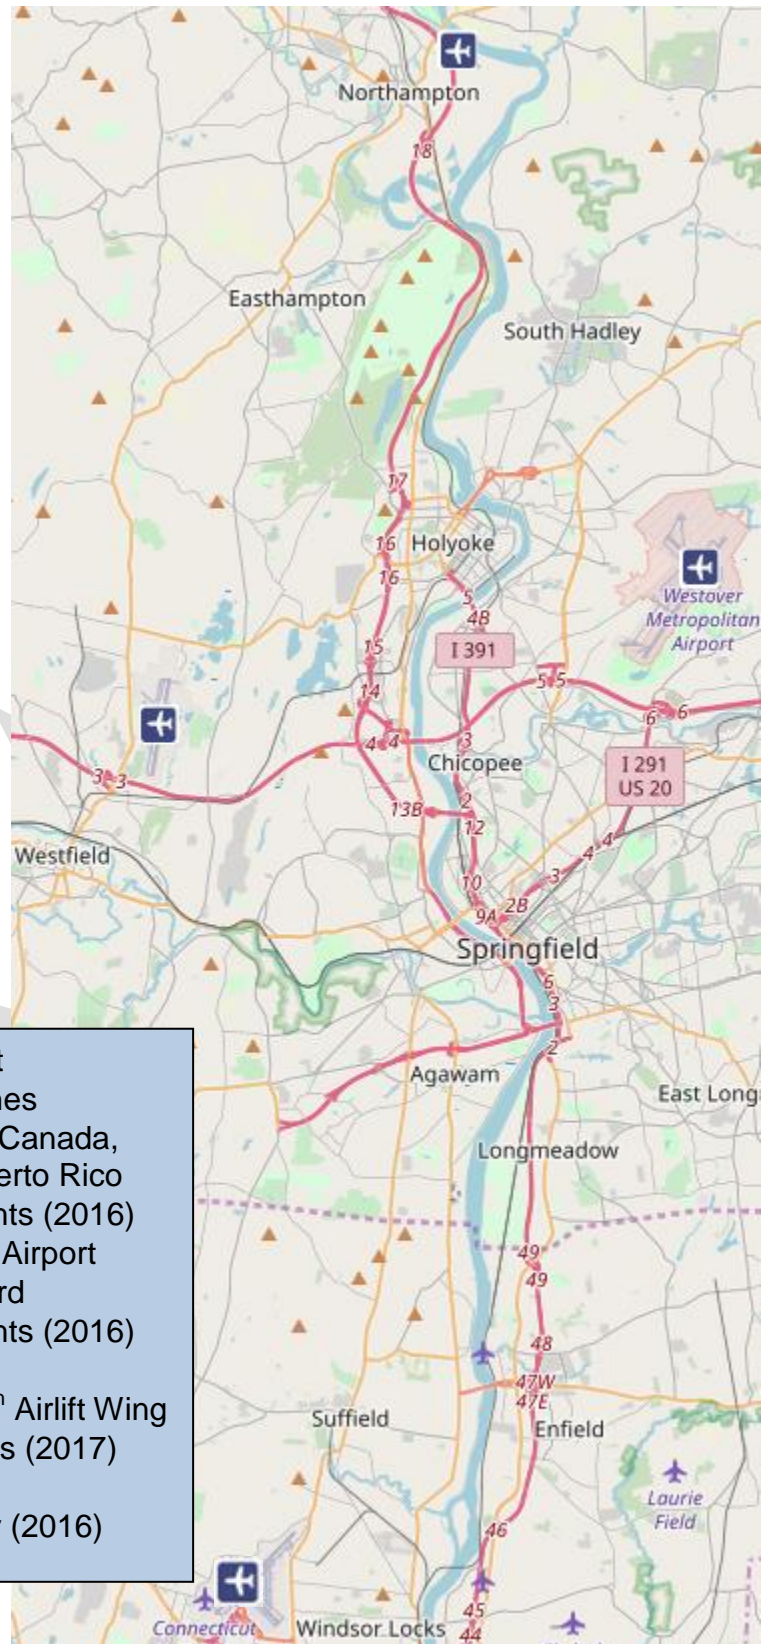 Northampton
18
Easthampton
South Hadley
17
Holyoke
16
16
5
4B
Westover
Metropolitan
Airport
I 391
15
14
5 5
6 6
4 4
3
3 3
Chicopee
I 291
US 20
2
13B
12
4
4
Westfield
3
10
2B
9A
Springfield
6
3
2
Agawam
East Long
Longmeadow
t
nes
Canada,
erto Rico
nts (2016)
Airport
rd
nts (2016)
h Airlift Wing
s (2017)
y (2016)
49
49
48
47W
47E
Suffield
Enfield
Laurie
Field
46
45
44
Connecticut
Windsor Locks